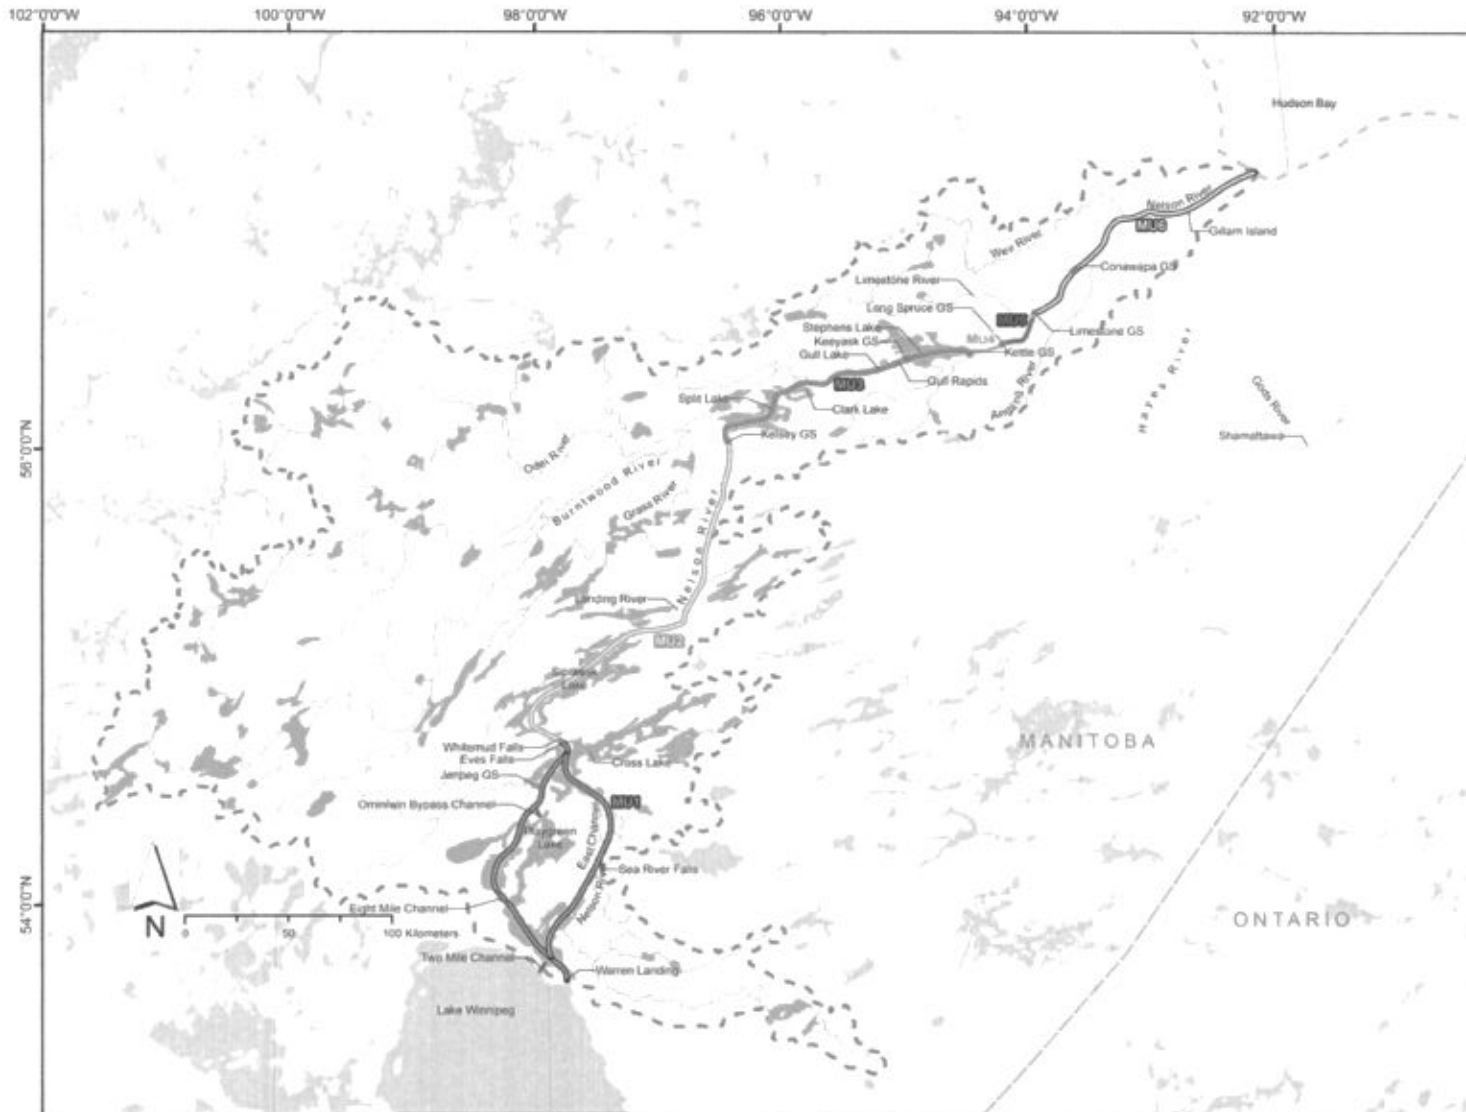 102°0'0"W
100°0'0"W
98°0'0"W
96°0'0"W
94°0'0"W
92°0'0"W
Hudson Bay
Nelson River
MU6
Gillam Island
Weir River
Conawapa GS
Limestone River
Long Spruce GS
MU5
Limestone GS
Stephens Lake
MU4
Keeyask GS
Kettle GS
Gull Lake
Gull Rapids
MU3
Angling River
Hayes River
Gods River
Split Lake
Clark Lake
Shamattawa
Kelsey GS
56°0'0"N
Odei River
Burntwood River
Grass River
Nelson River
Landing River
MU2
Sipiwesk
Lake
MANITOBA
Whitemud Falls
Eves Falls
Cross Lake
Jenpeg GS
MU1
Ominiwin Bypass Channel
Playgreen
Lake
East Channel
Sea River Falls
Nelson River
54°0'0"N
Eight Mile Channel
ONTARIO
N
0
50
100 Kilometers
Two Mile Channel
Warren Landing
Lake Winnipeg